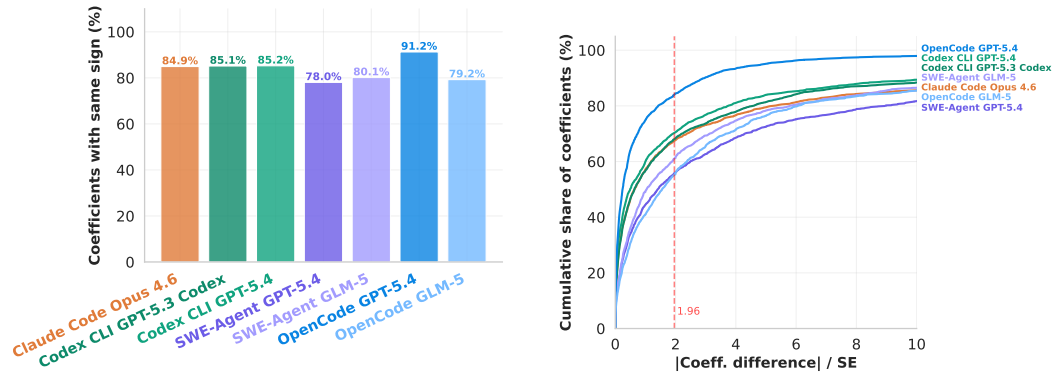 Coefficients with same sign (%)
100
80
60
40
20
0
84.9%
85.1%
85.2%
78.0%
80.1%
91.2%
79.2%
Claude Code Opus 4.6
Codex CLI GPT-5.3 Codex
Codex CLI GPT-5.4
SWE-Agent GPT-5.4
SWE-Agent GLM-5
OpenCode GPT-5.4
OpenCode GLM-5
Cumulative share of coefficients (%)
100
80
60
40
20
0
1.96
0 2 4 6 8 10
|Coeff. difference| / SE
OpenCode GPT-5.4
Codex CLI GPT-5.4
Codex CLI GPT-5.3 Codex
SWE-Agent GLM-5
Claude Code Opus 4.6
OpenCode GLM-5
SWE-Agent GPT-5.4